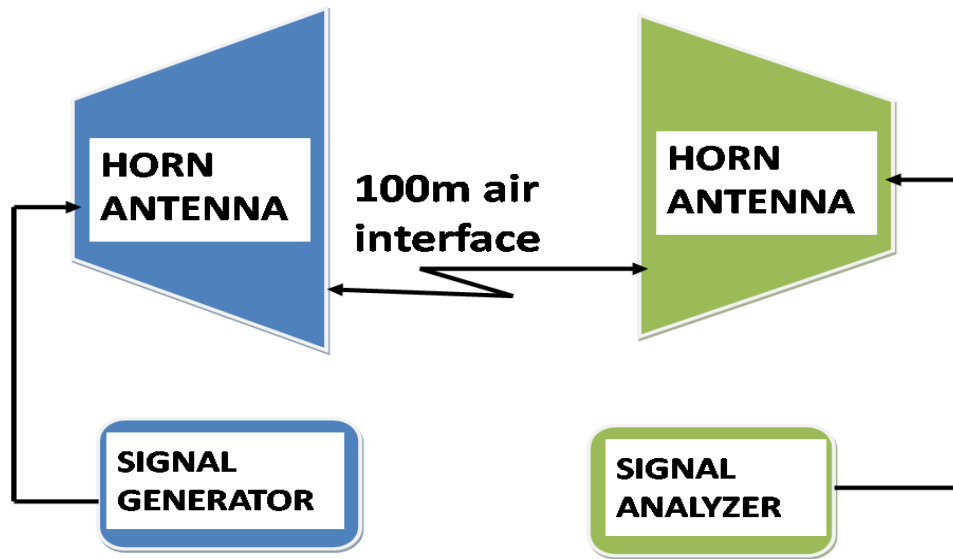 HORN
ANTENNA
100m air
interface
HORN
ANTENNA
SIGNAL
GENERATOR
SIGNAL
ANALYZER